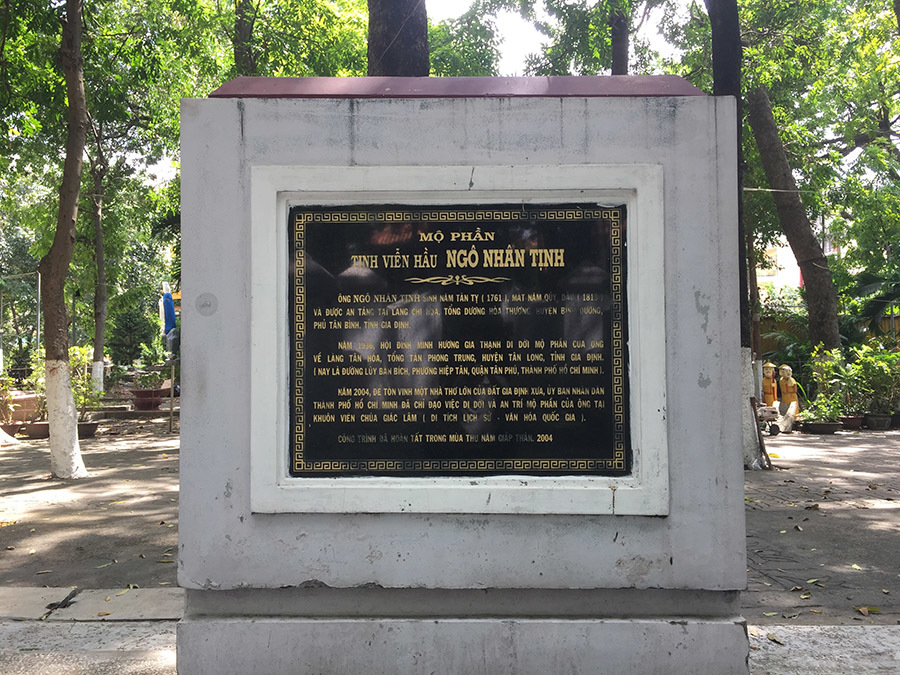 MỘ PHẦN
TỊNH VIỄN HẦU NGÔ NHÂN TỊNH
ÔNG NGÔ NHÂN TỊNH SINH NĂM TÂN TỴ ( 1761 ), MẤT NĂM QUÝ DẬU ( 1813 )
VÀ ĐƯỢC AN TÁNG TẠI LÀNG CHÍ HÒA, TỔNG DƯƠNG HÒA THƯỢNG, HUYỆN BÌNH DƯƠNG,
PHỦ TÂN BÌNH, TỈNH GIA ĐỊNH.
NĂM 1936, HỘI ĐÌNH MINH HƯƠNG GIA THẠNH DI DỜI MỘ PHẦN CỦA ÔNG
VỀ LÀNG TÂN HÓA, TỔNG TÂN PHONG TRUNG, HUYỆN TÂN LONG, TỈNH GIA ĐỊNH.
( NAY LÀ ĐƯỜNG LŨY BÁN BÍCH, PHƯỜNG HIỆP TÂN, QUẬN TÂN PHÚ, THÀNH PHỐ HỒ CHÍ MINH ).
NĂM 2004, ĐỂ TÔN VINH MỘT NHÀ THƠ LỚN CỦA ĐẤT GIA ĐỊNH XƯA, ỦY BAN NHÂN DÂN
THÀNH PHỐ HỒ CHÍ MINH ĐÃ CHỈ ĐẠO VIỆC DI DỜI VÀ AN TRÍ MỘ PHẦN CỦA ÔNG TẠI
KHUÔN VIÊN CHÙA GIÁC LÂM ( DI TÍCH LỊCH SỬ - VĂN HÓA QUỐC GIA ).
CÔNG TRÌNH ĐÃ HOÀN TẤT TRONG MÙA THU NĂM GIÁP THÂN, 2004